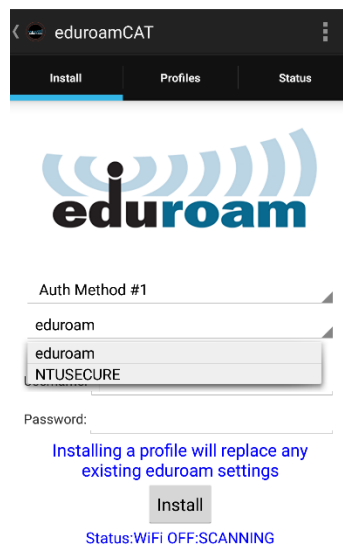 eduroamCAT
Install Profiles Status
eduroam
Auth Method #1
eduroam
eduroam
NTUSECURE
Password:
Installing a profile will replace any
existing eduroam settings
Install
Status:WiFi OFF:SCANNING